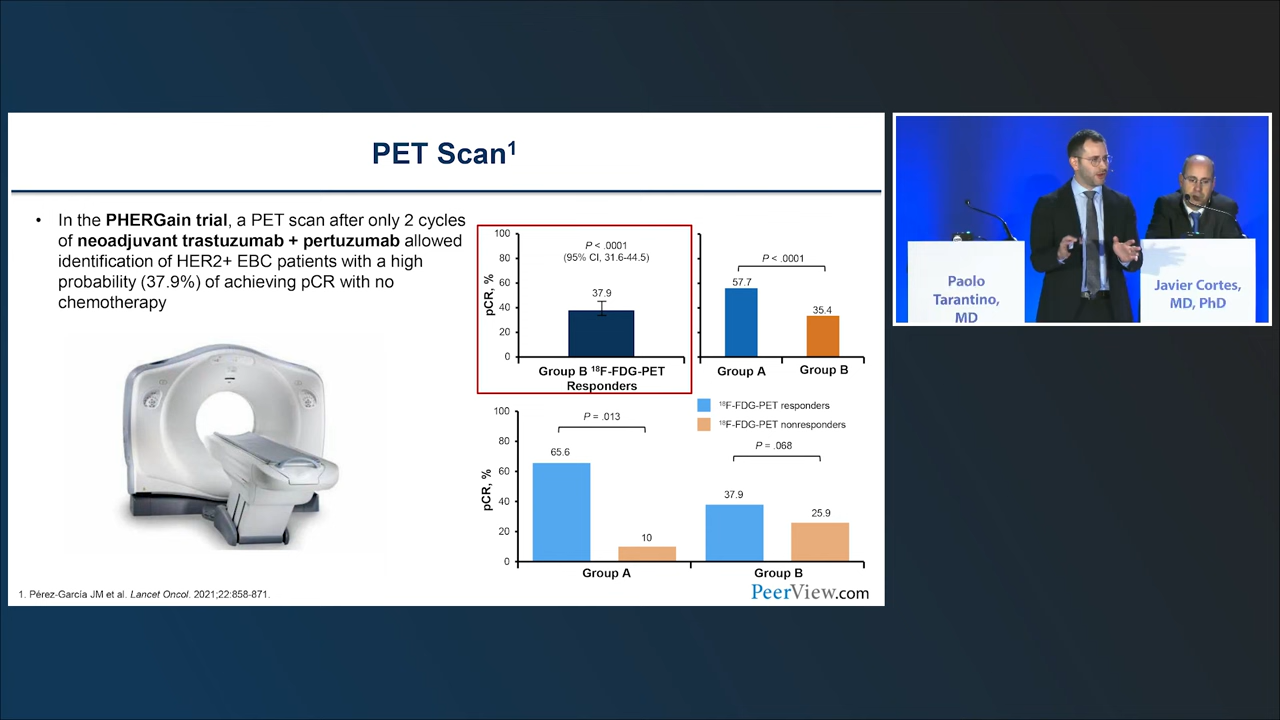 PET Scan1
• In the PHERGain trial, a PET scan after only 2 cycles
of neoadjuvant trastuzumab + pertuzumab allowed
identification of HER2+ EBC patients with a high
probability (37.9%) of achieving pCR with no
chemotherapy
pCR, %
100
80
60
40
20
0
P < .0001
(95% CI, 31.6-44.5)
37.9
Group B 18F-FDG-PET
Responders
P < .0001
57.7
35.4
Group A
Group B
18F-FDG-PET responders
18F-FDG-PET nonresponders
pCR, %
100
80
60
40
20
0
P = .013
65.6
10
P = .068
37.9
25.9
Group A
Group B
1. Pérez-García JM et al. Lancet Oncol. 2021;22:858-871.
PeerView.com
Paolo
Tarantino,
MD
Javier Cortes,
MD, PhD